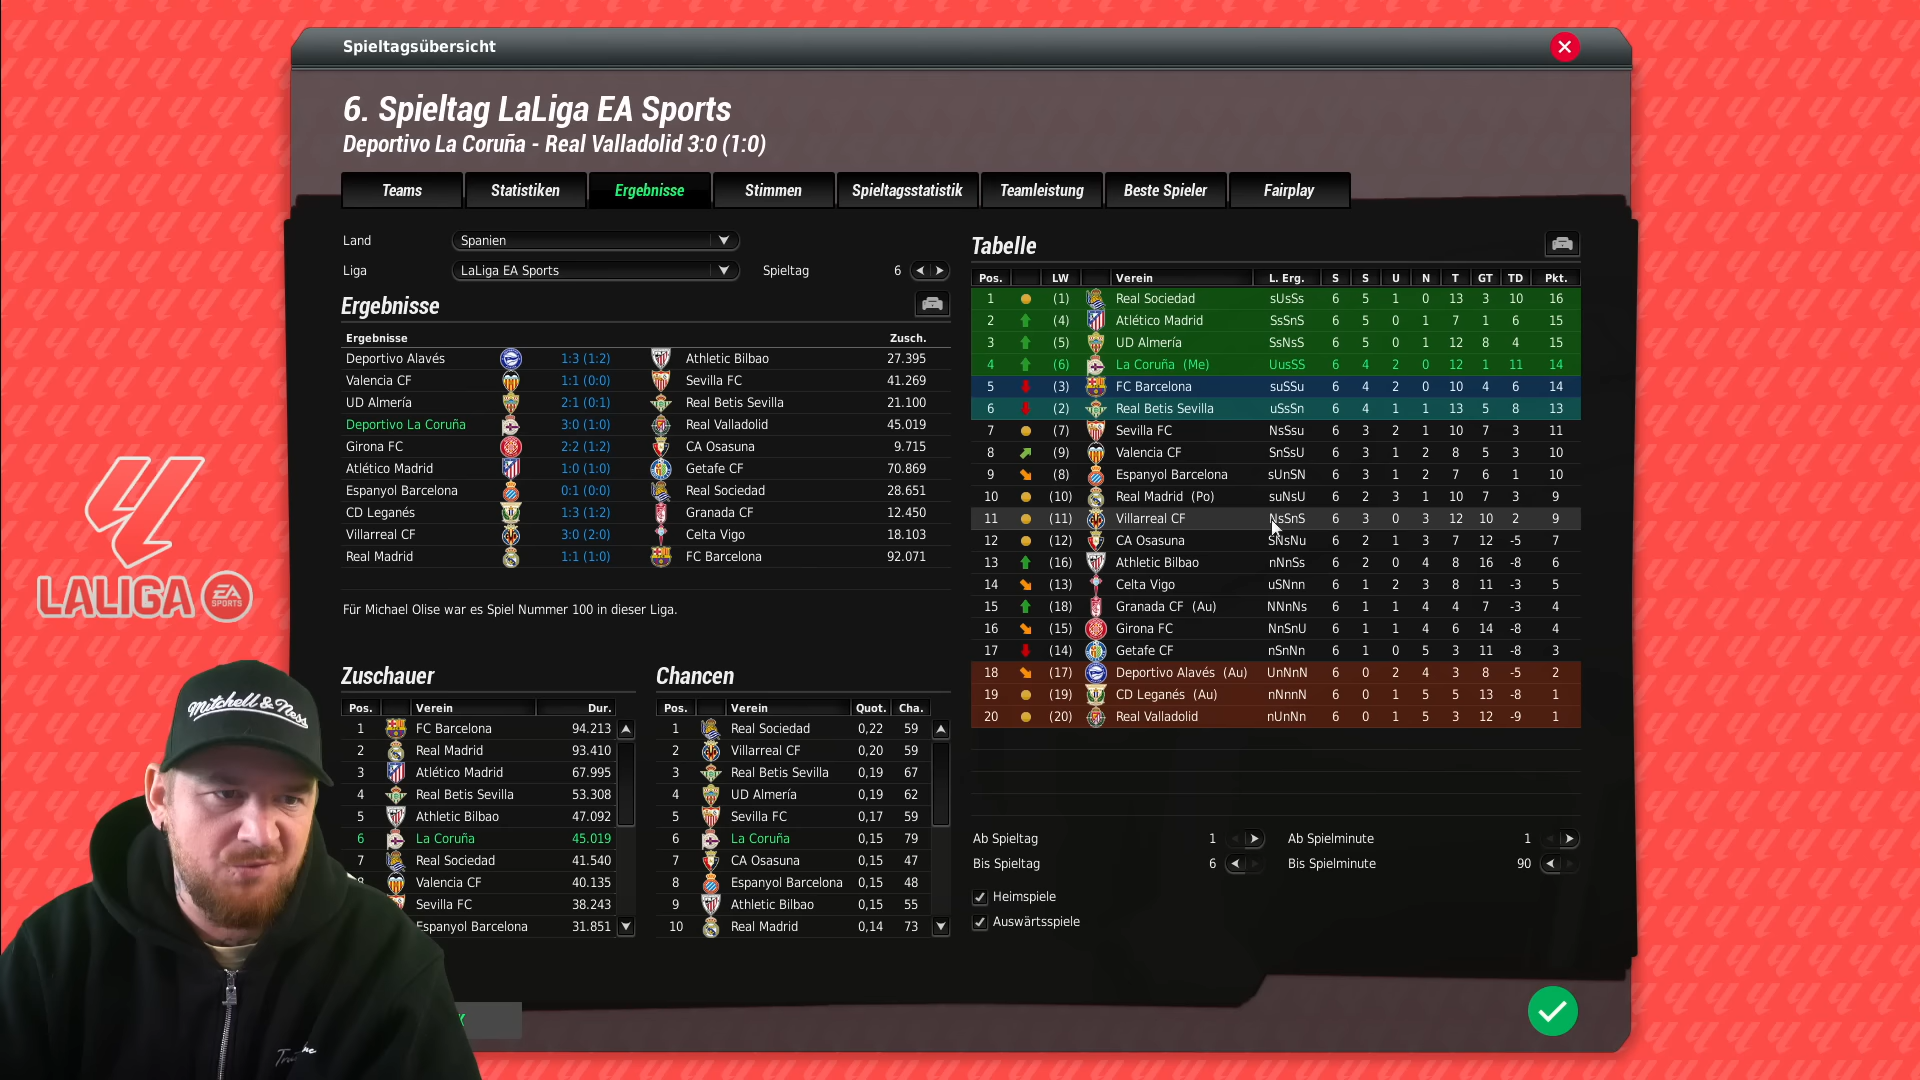 Spieltagsübersicht
6. Spieltag LaLiga EA Sports
Deportivo La Coruña - Real Valladolid 3:0 (1:0)
Teams Statistiken Ergebnisse Stimmen Spieltagsstatistik Teamleistung Beste Spieler Fairplay
Land Spanien
Liga LaLiga EA Sports Spieltag 6
Ergebnisse
Ergebnisse Zusch.
Deportivo Alavés 1:3 (1:2) Athletic Bilbao 27.395
Valencia CF 1:1 (0:0) Sevilla FC 41.269
UD Almería 2:1 (0:1) Real Betis Sevilla 21.100
Deportivo La Coruña 3:0 (1:0) Real Valladolid 45.019
Girona FC 2:2 (1:2) CA Osasuna 9.715
Atlético Madrid 1:0 (1:0) Getafe CF 70.869
Espanyol Barcelona 0:1 (0:0) Real Sociedad 28.651
CD Leganés 1:3 (1:2) Granada CF 12.450
Villarreal CF 3:0 (2:0) Celta Vigo 18.103
Real Madrid 1:1 (1:0) FC Barcelona 92.071
Für Michael Olise war es Spiel Nummer 100 in dieser Liga.
Zuschauer
Pos. Verein Dur.
1 FC Barcelona 94.213
2 Real Madrid 93.410
3 Atlético Madrid 67.995
4 Real Betis Sevilla 53.308
5 Athletic Bilbao 47.092
6 La Coruña 45.019
7 Real Sociedad 41.540
8 Valencia CF 40.135
Sevilla FC 38.243
Espanyol Barcelona 31.851
Chancen
Pos. Verein Quot. Cha.
1 Real Sociedad 0,22 59
2 Villarreal CF 0,20 59
3 Real Betis Sevilla 0,19 67
4 UD Almería 0,19 62
5 Sevilla FC 0,17 59
6 La Coruña 0,15 79
7 CA Osasuna 0,15 47
8 Espanyol Barcelona 0,15 48
9 Athletic Bilbao 0,15 55
10 Real Madrid 0,14 73
Tabelle
Pos. LW Verein L. Erg. S S U N T GT TD Pkt.
1 (1) Real Sociedad sUsSs 6 5 1 0 13 3 10 16
2 (4) Atlético Madrid SsSnS 6 5 0 1 7 1 6 15
3 (5) UD Almería SsNsS 6 5 0 1 12 8 4 15
4 (6) La Coruña (Me) UusSS 6 4 2 0 12 1 11 14
5 (3) FC Barcelona suSSu 6 4 2 0 10 4 6 14
6 (2) Real Betis Sevilla uSsSn 6 4 1 1 13 5 8 13
7 (7) Sevilla FC NsSsu 6 3 2 1 10 7 3 11
8 (9) Valencia CF SnSsU 6 3 1 2 8 5 3 10
9 (8) Espanyol Barcelona sUnSN 6 3 1 2 7 6 1 10
10 (10) Real Madrid (Po) suNsU 6 2 3 1 10 7 3 9
11 (11) Villarreal CF NsSnS 6 3 0 3 12 10 2 9
12 (12) CA Osasuna SNsNu 6 2 1 3 7 12 -5 7
13 (16) Athletic Bilbao nNnSs 6 2 0 4 8 16 -8 6
14 (13) Celta Vigo uSNnn 6 1 2 3 8 11 -3 5
15 (18) Granada CF (Au) NNnNs 6 1 1 4 4 7 -3 4
16 (15) Girona FC NnSnU 6 1 1 4 6 14 -8 4
17 (14) Getafe CF nSnNn 6 1 0 5 3 11 -8 3
18 (17) Deportivo Alavés (Au) UnNnN 6 0 2 4 3 8 -5 2
19 (19) CD Leganés (Au) nNnnN 6 0 1 5 5 13 -8 1
20 (20) Real Valladolid nUnNn 6 0 1 5 3 12 -9 1
Ab Spieltag 1 Ab Spielminute 1
Bis Spieltag 6 Bis Spielminute 90
Heimspiele
Auswärtsspiele
LALIGA EA SPORTS
Mitchell & Ness